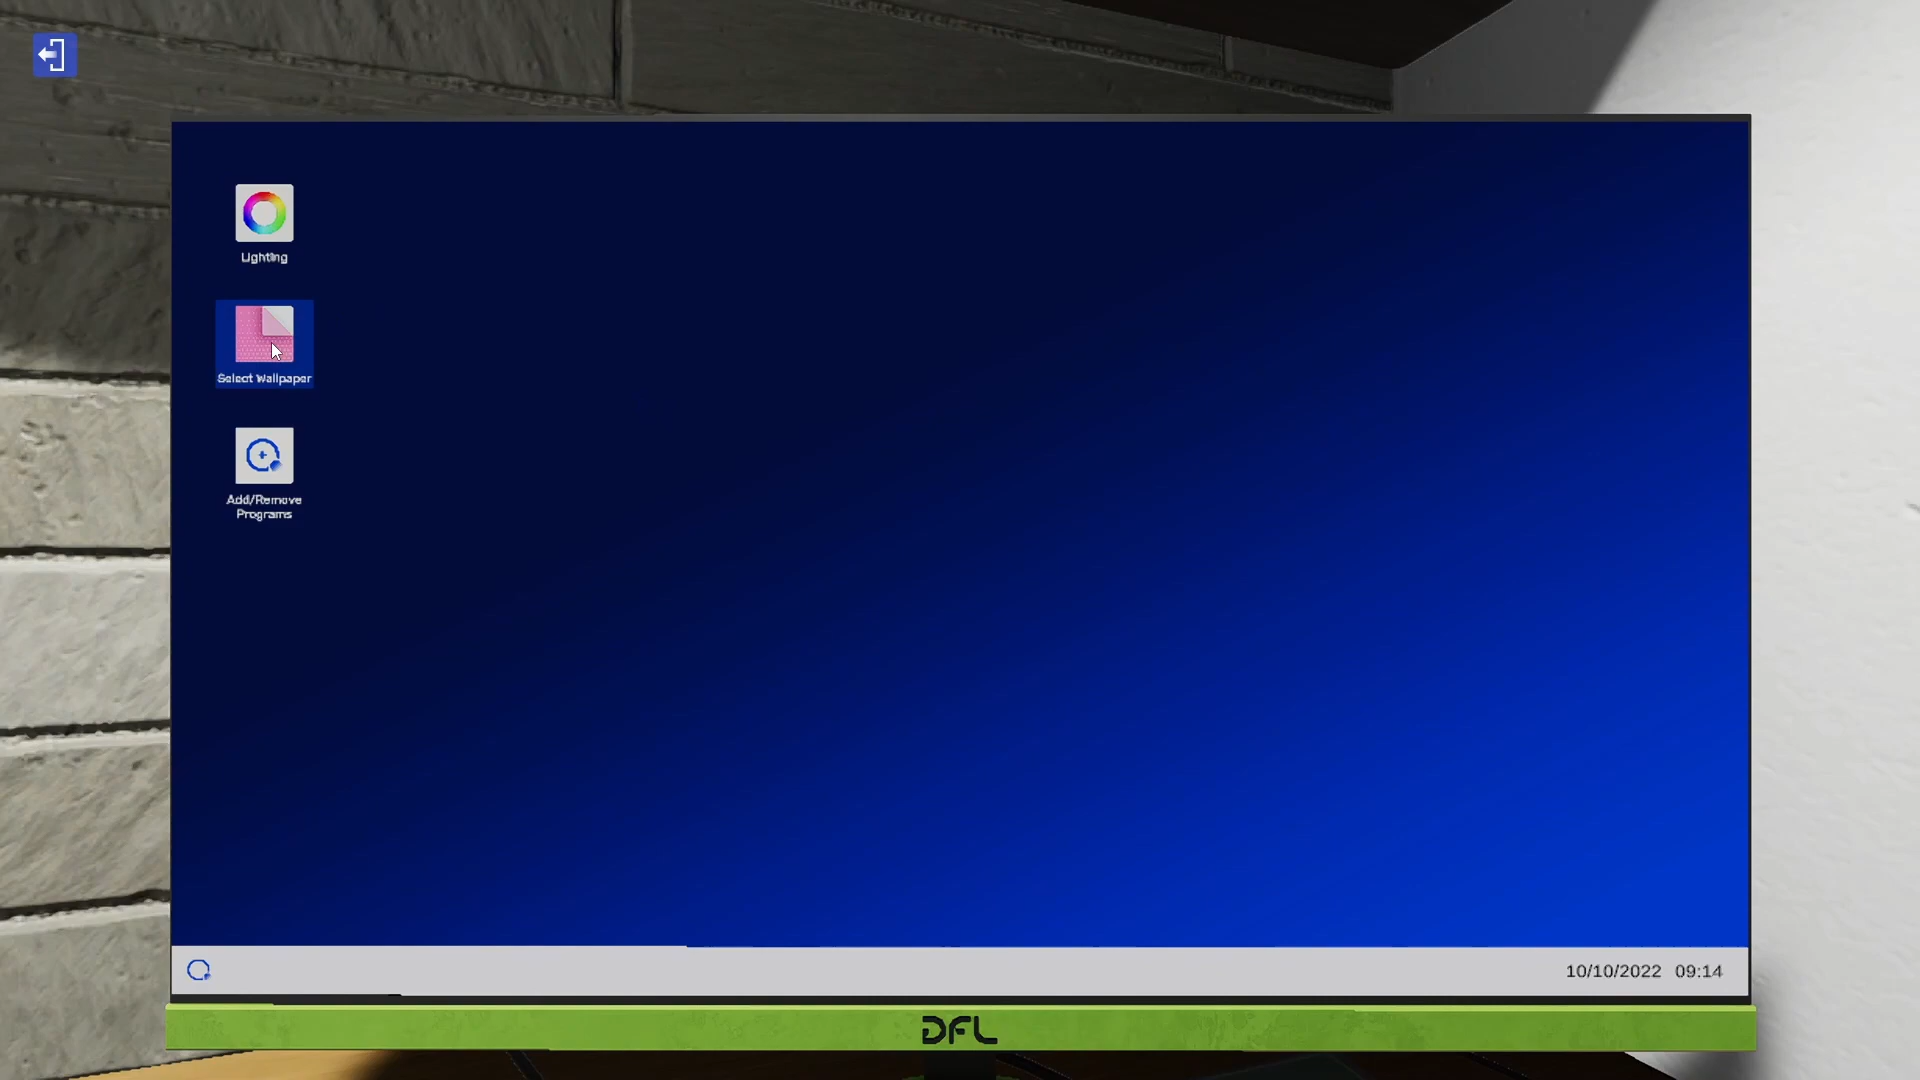 Lighting
Select Wallpaper
Add/Remove
Programs
10/10/2022 09:14
DFL